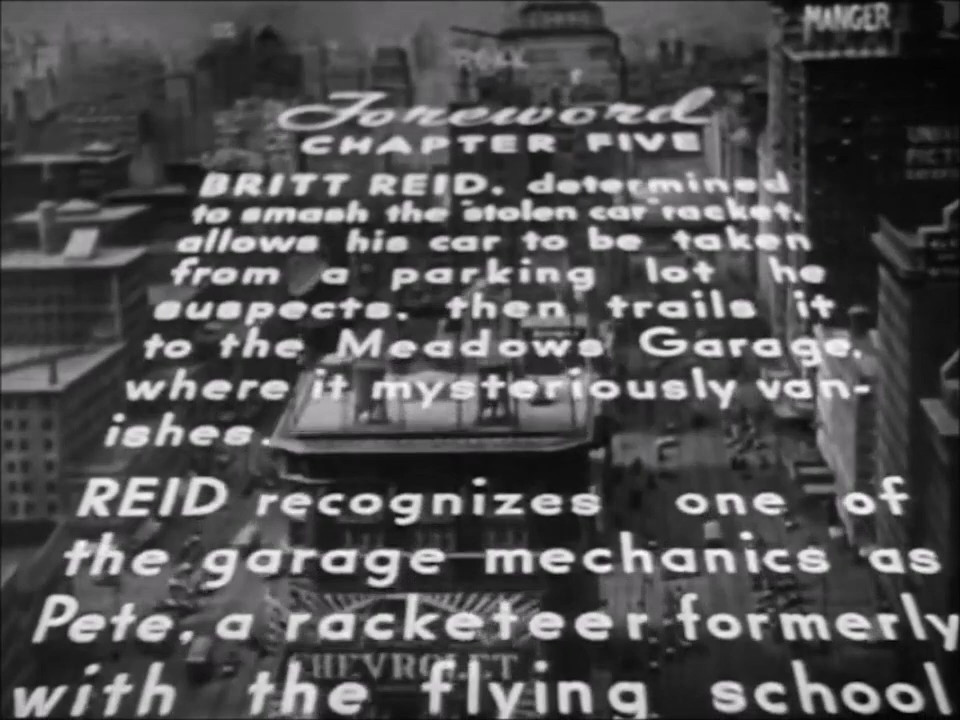 MANGER
Foreword
CHAPTER FIVE
BRITT REID, determined
to smash the "stolen car" racket,
allows his car to be taken
from a parking lot he
suspects, then trails it
to the Meadows Garage,
where it mysteriously van-
ishes.
REID recognizes one of
the garage mechanics as
Pete, a racketeer formerly
with the flying school
CHEVROLET